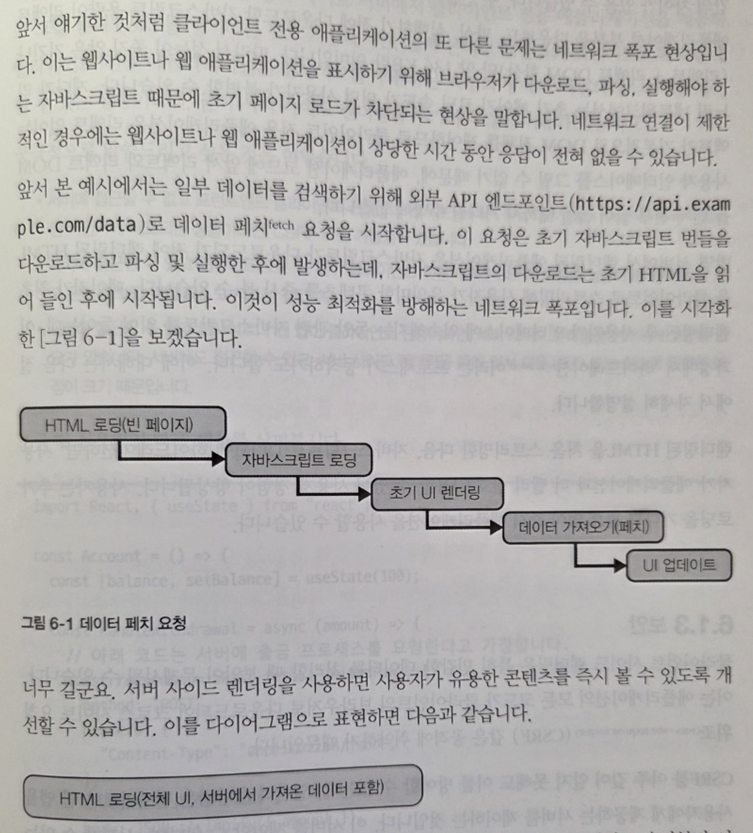 앞서 얘기한 것처럼 클라이언트 전용 애플리케이션의 또 다른 문제는 네트워크 폭포 현상입니
다. 이는 웹사이트나 웹 애플리케이션을 표시하기 위해 브라우저가 다운로드, 파싱, 실행해야 하
는 자바스크립트 때문에 초기 페이지 로드가 차단되는 현상을 말합니다. 네트워크 연결이 제한
적인 경우에는 웹사이트나 웹 애플리케이션이 상당한 시간 동안 응답이 전혀 없을 수 있습니다.
앞서 본 예시에서는 일부 데이터를 검색하기 위해 외부 API 엔드포인트(https://api.exam
ple.com/data)로 데이터 페치fetch 요청을 시작합니다. 이 요청은 초기 자바스크립트 번들을
다운로드하고 파싱 및 실행한 후에 발생하는데, 자바스크립트의 다운로드는 초기 HTML을 읽
어 들인 후에 시작됩니다. 이것이 성능 최적화를 방해하는 네트워크 폭포입니다. 이를 시각화
한 [그림 6-1]을 보겠습니다.
HTML 로딩(빈 페이지)
자바스크립트 로딩
초기 UI 렌더링
데이터 가져오기(페치)
UI 업데이트
그림 6-1 데이터 페치 요청
너무 길군요. 서버 사이드 렌더링을 사용하면 사용자가 유용한 콘텐츠를 즉시 볼 수 있도록 개
선할 수 있습니다. 이를 다이어그램으로 표현하면 다음과 같습니다.
HTML 로딩(전체 UI, 서버에서 가져온 데이터 포함)